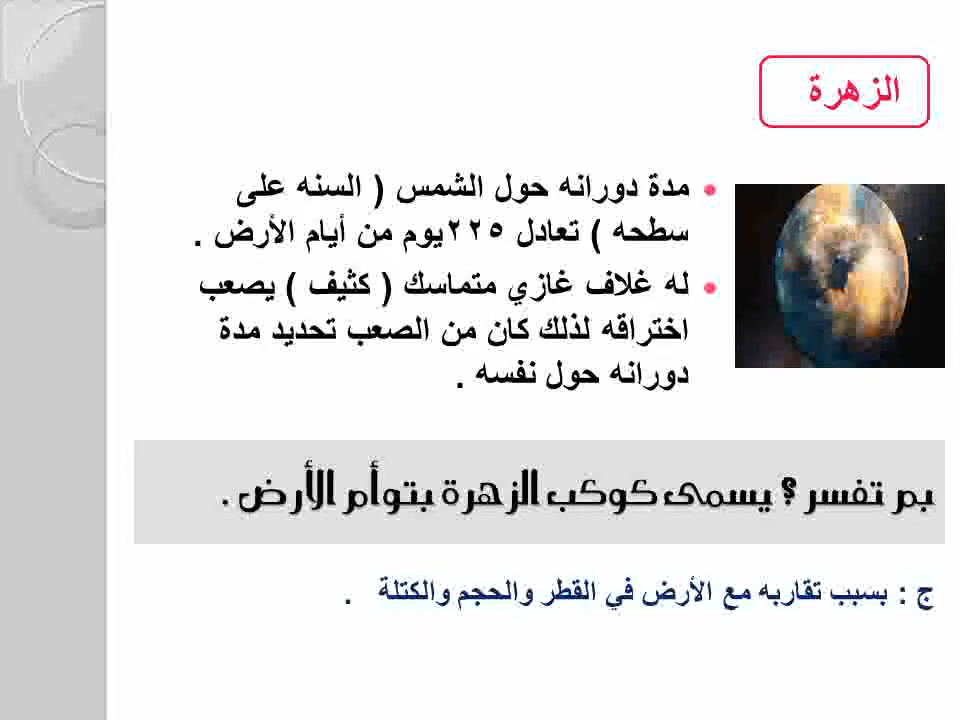 الزهرة
• مدة دورانه حول الشمس ( السنه على
سطحه ) تعادل ٢٢٥يوم من أيام الأرض .
• له غلاف غازي متماسك ( كثيف ) يصعب
اختراقه لذلك كان من الصعب تحديد مدة
دورانه حول نفسه .
بم تفسر ؟ يسمى كوكب الزهرة بتوأم الأرض .
ج : بسبب تقاربه مع الأرض في القطر والحجم والكتلة .